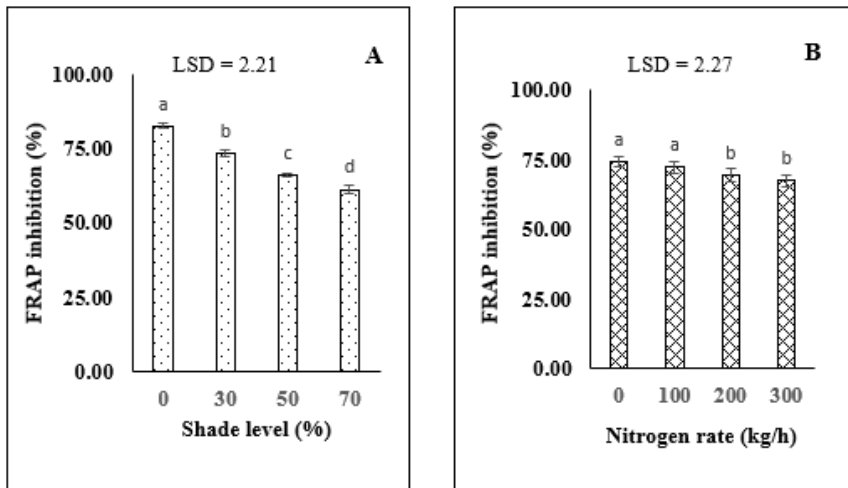 A
LSD = 2.21
100.00
75.00
50.00
25.00
0.00
FRAP inhibition (%)
a
b
c
d
0 30 50 70
Shade level (%)
B
LSD = 2.27
100.00
75.00
50.00
25.00
0.00
FRAP inhibition (%)
a
a
b
b
0 100 200 300
Nitrogen rate (kg/h)